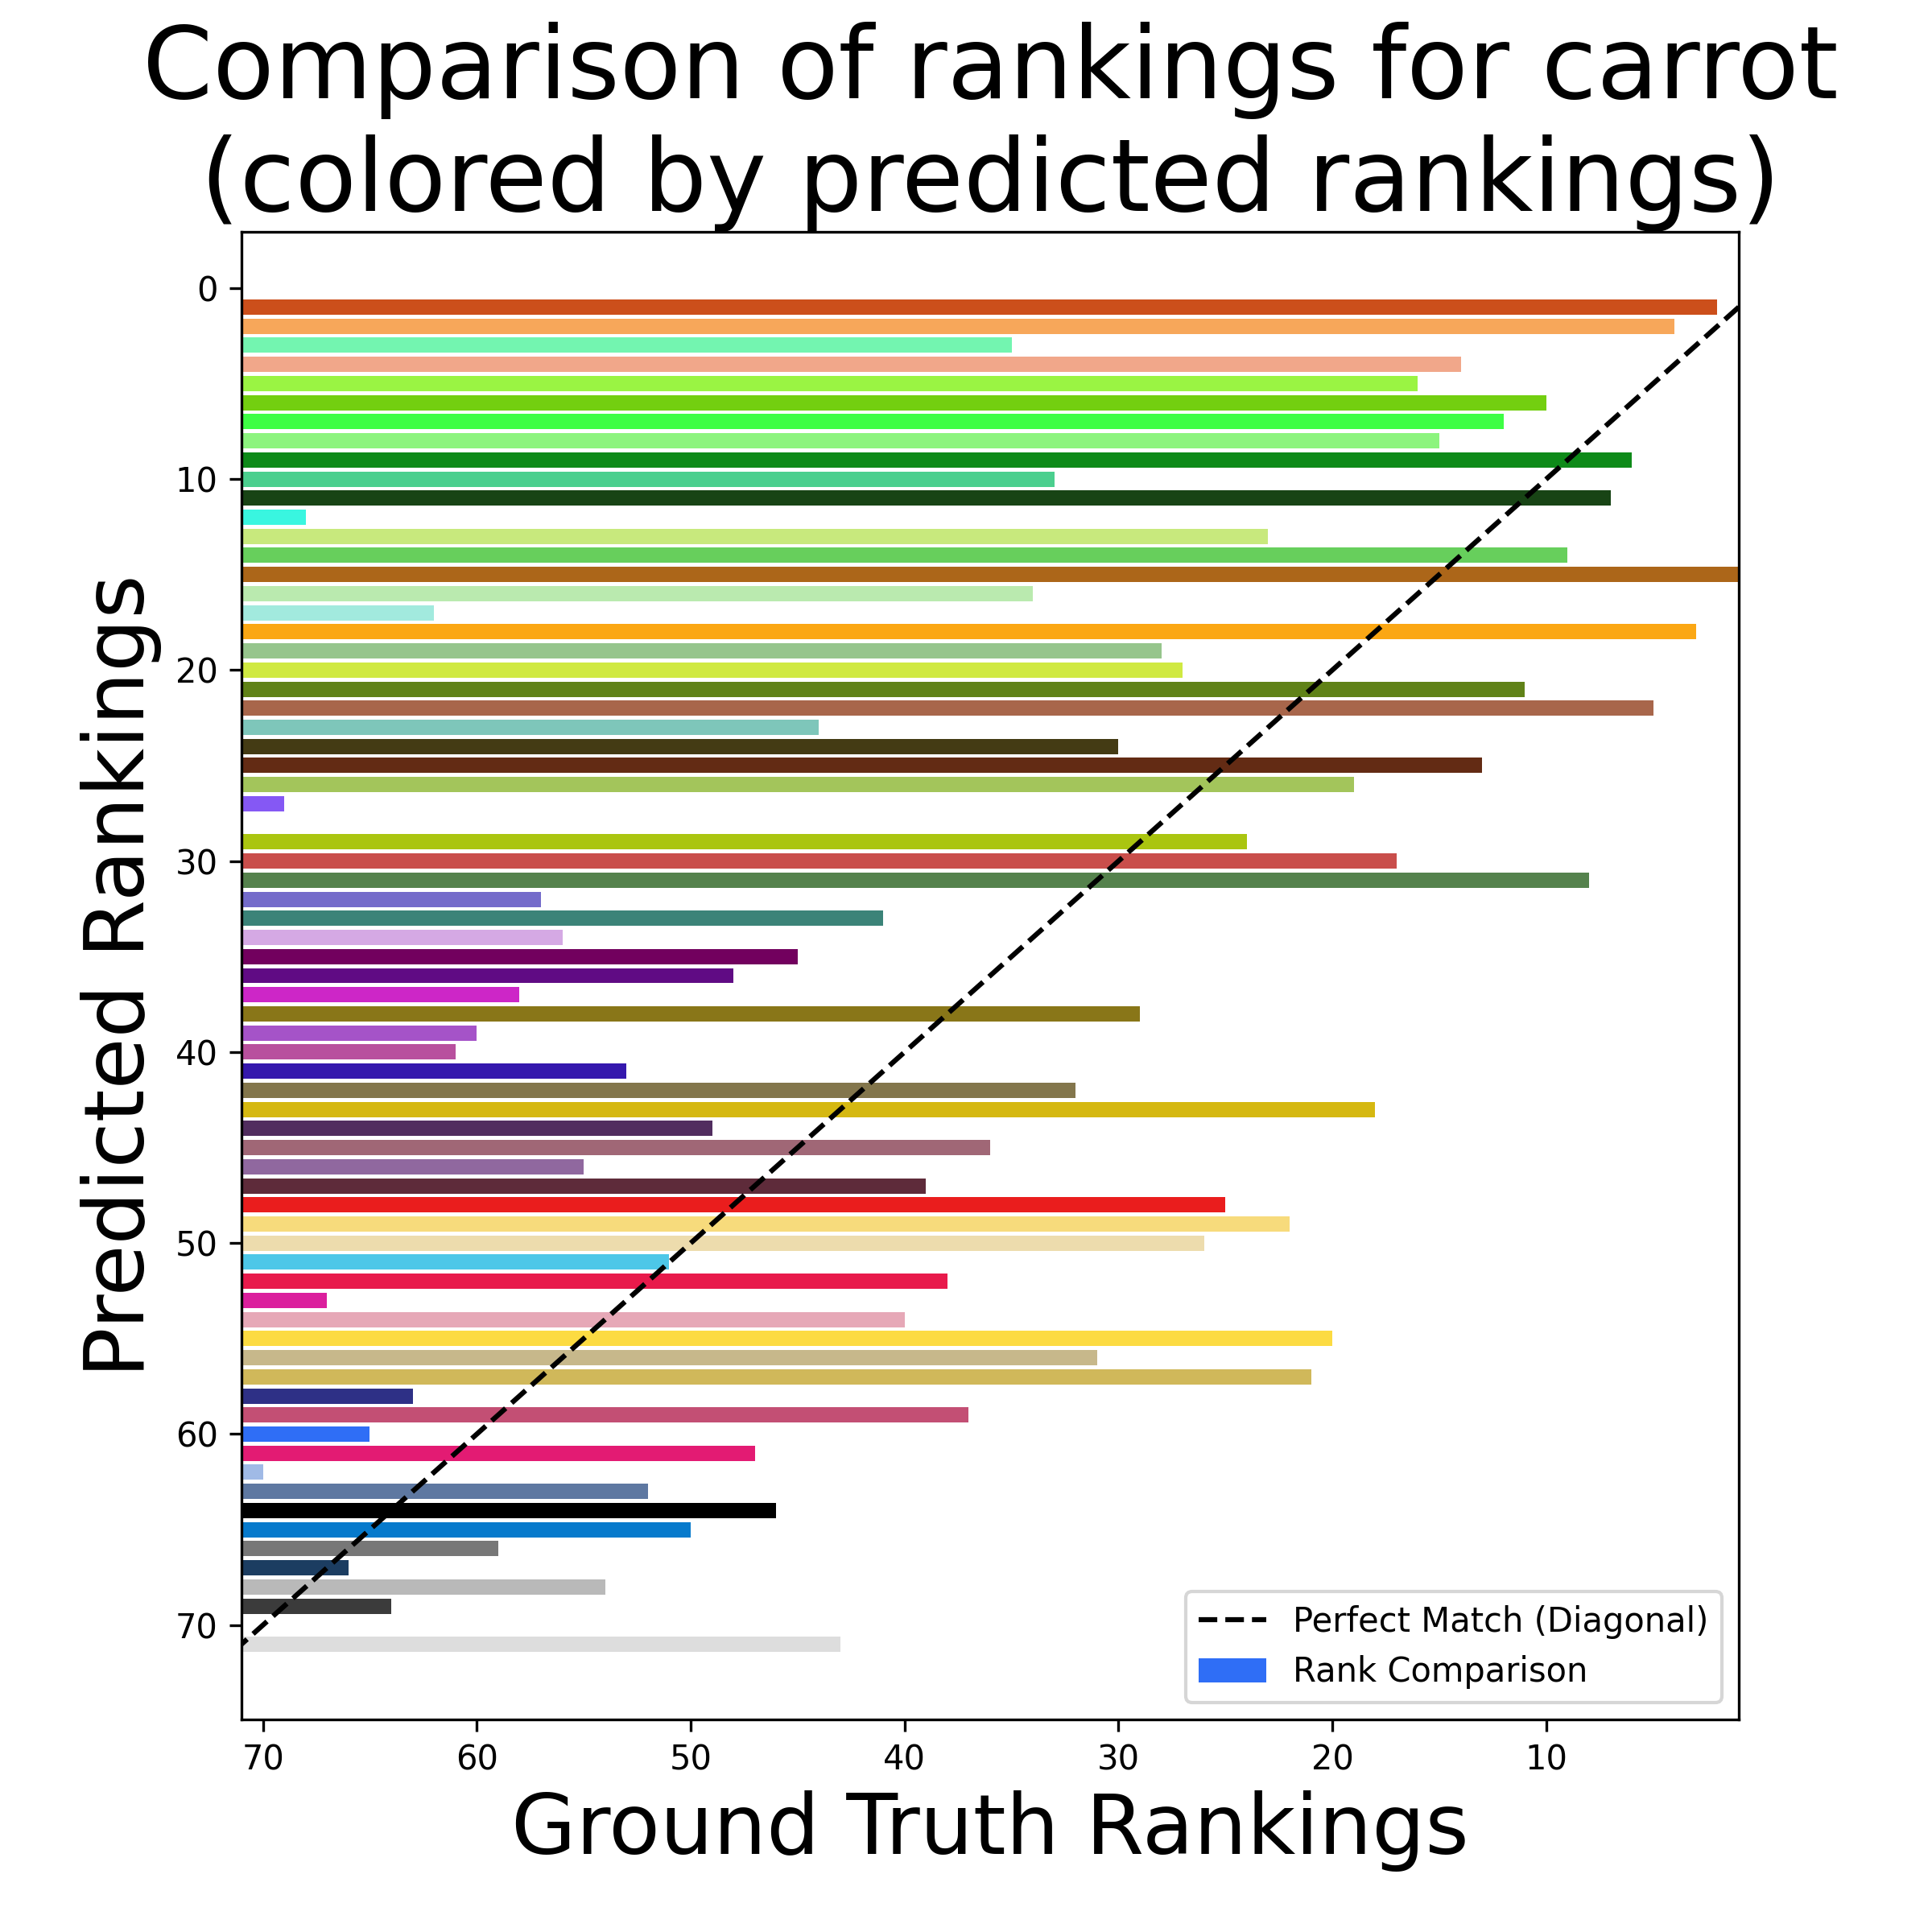 Comparison of rankings for carrot
(colored by predicted rankings)
Predicted Rankings
0
10
20
30
40
50
60
70
Perfect Match (Diagonal)
Rank Comparison
70 60 50 40 30 20 10
Ground Truth Rankings